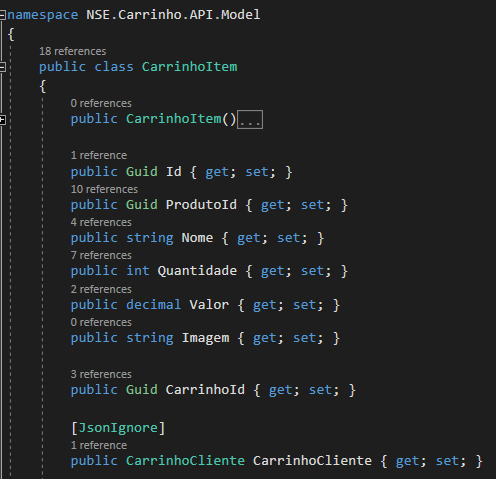 namespace NSE.Carrinho.API.Model
{
18 references
public class CarrinhoItem
{
0 references
public CarrinhoItem()...
1 reference
public Guid Id { get; set; }
10 references
public Guid ProdutoId { get; set; }
4 references
public string Nome { get; set; }
7 references
public int Quantidade { get; set; }
2 references
public decimal Valor { get; set; }
0 references
public string Imagem { get; set; }
3 references
public Guid CarrinhoId { get; set; }
[JsonIgnore]
1 reference
public CarrinhoCliente CarrinhoCliente { get; set; }